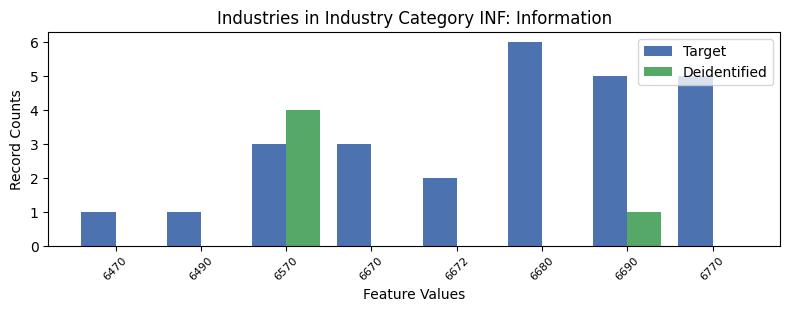 Industries in Industry Category INF: Information
Target
Deidentified
Record Counts
6
5
4
3
2
1
0
6470 6490 6570 6670 6672 6680 6690 6770
Feature Values